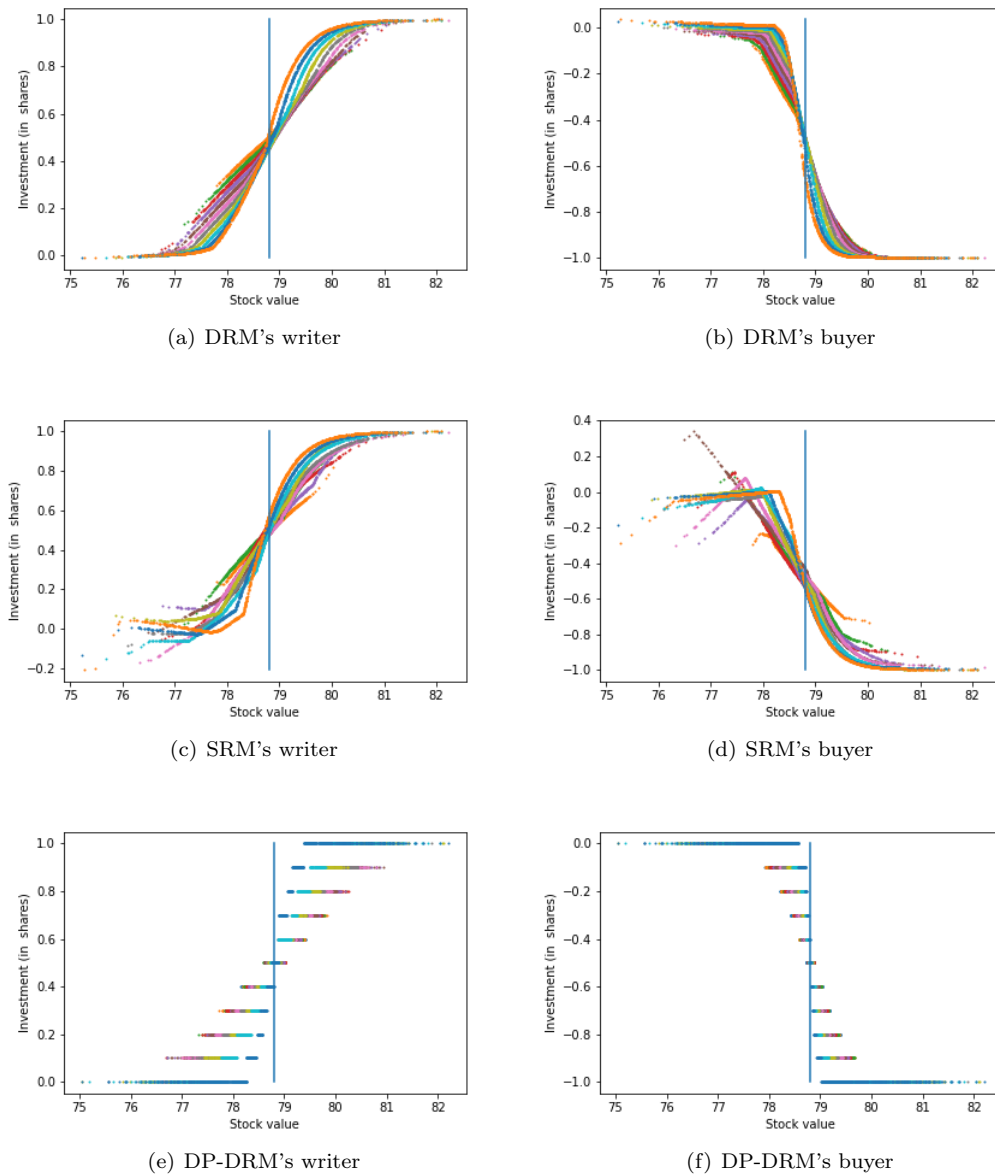 1.0
0.8
0.6
0.4
0.2
0.0
Investment (in shares)
75 76 77 78 79 80 81 82
Stock value
(a) DRM's writer
0.0
−0.2
−0.4
−0.6
−0.8
−1.0
Investment (in shares)
75 76 77 78 79 80 81 82
Stock value
(b) DRM's buyer
1.0
0.8
0.6
0.4
0.2
0.0
−0.2
Investment (in shares)
75 76 77 78 79 80 81 82
Stock value
(c) SRM's writer
0.4
0.2
0.0
−0.2
−0.4
−0.6
−0.8
−1.0
Investment (in shares)
75 76 77 78 79 80 81 82
Stock value
(d) SRM's buyer
1.0
0.8
0.6
0.4
0.2
0.0
Investment (in shares)
75 76 77 78 79 80 81 82
Stock value
(e) DP-DRM's writer
0.0
−0.2
−0.4
−0.6
−0.8
−1.0
Investment (in shares)
75 76 77 78 79 80 81 82
Stock value
(f) DP-DRM's buyer